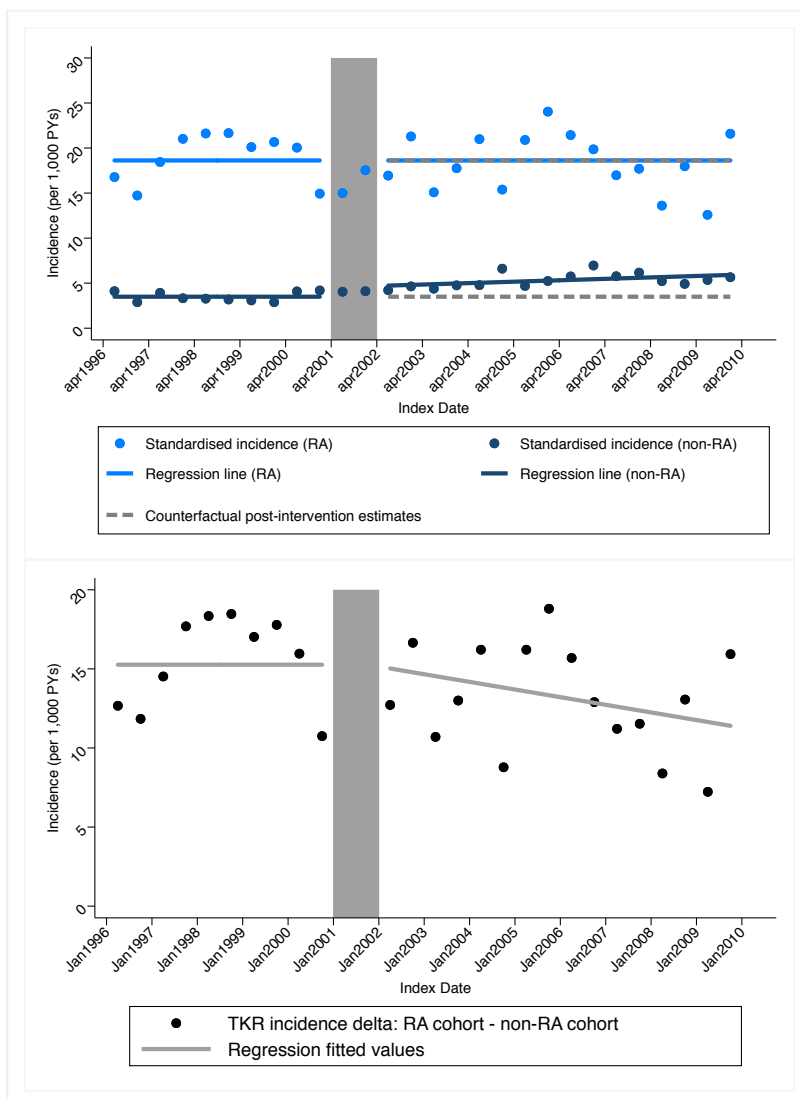 30
25
20
15
10
5
0
Incidence (per 1,000 PYs)
apr1996
apr1997
apr1998
apr1999
apr2000
apr2001
apr2002
apr2003
apr2004
apr2005
apr2006
apr2007
apr2008
apr2009
apr2010
Index Date
Standardised incidence (RA)
Standardised incidence (non-RA)
Regression line (RA)
Regression line (non-RA)
Counterfactual post-intervention estimates
20
15
10
5
0
Incidence (per 1,000 PYs)
Jan1996
Jan1997
Jan1998
Jan1999
Jan2000
Jan2001
Jan2002
Jan2003
Jan2004
Jan2005
Jan2006
Jan2007
Jan2008
Jan2009
Jan2010
Index Date
TKR incidence delta: RA cohort - non-RA cohort
Regression fitted values